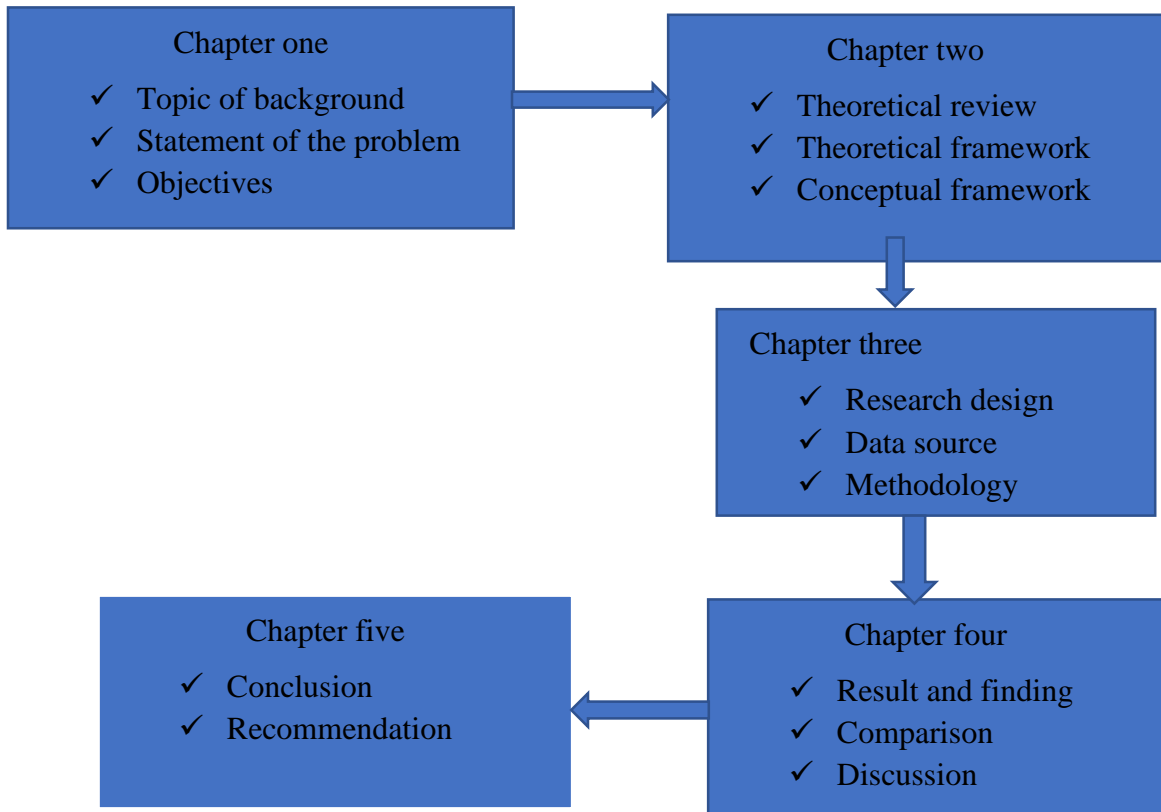 Chapter one
✓ Topic of background
✓ Statement of the problem
✓ Objectives
Chapter two
✓ Theoretical review
✓ Theoretical framework
✓ Conceptual framework
Chapter three
✓ Research design
✓ Data source
✓ Methodology
Chapter four
✓ Result and finding
✓ Comparison
✓ Discussion
Chapter five
✓ Conclusion
✓ Recommendation